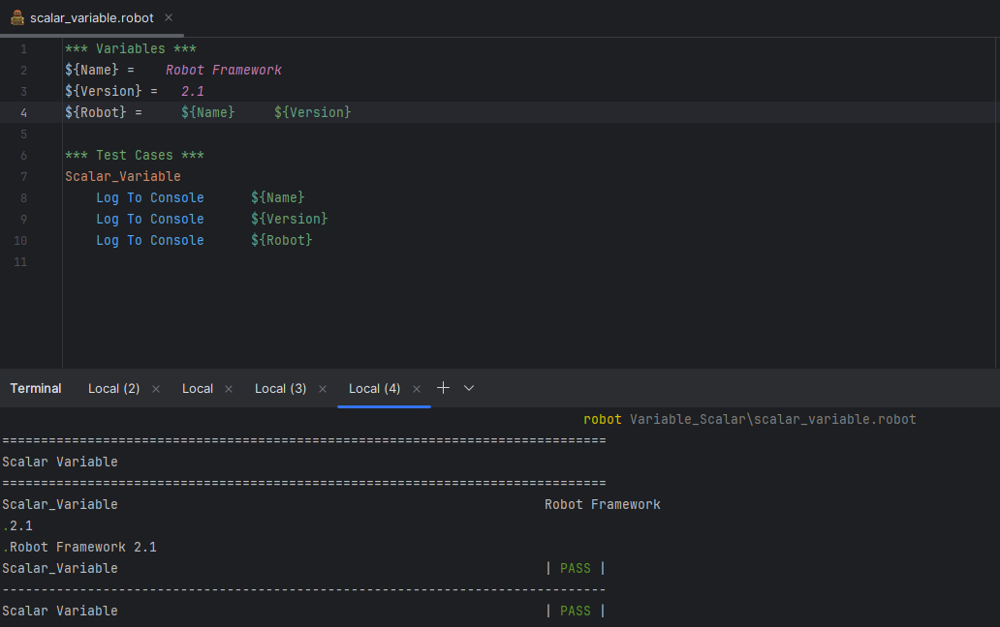 scalar_variable.robot ×
1 *** Variables ***
2 ${Name} =    Robot Framework
3 ${Version} =   2.1
4 ${Robot} =     ${Name}     ${Version}
5
6 *** Test Cases ***
7 Scalar_Variable
8     Log To Console      ${Name}
9     Log To Console      ${Version}
10     Log To Console      ${Robot}
11
Terminal Local (2) × Local × Local (3) × Local (4) × +
robot Variable_Scalar\scalar_variable.robot
==============================================================================
Scalar Variable
==============================================================================
Scalar_Variable                                                       Robot Framework
.2.1
.Robot Framework 2.1
Scalar_Variable                                                       | PASS |
------------------------------------------------------------------------------
Scalar Variable                                                       | PASS |